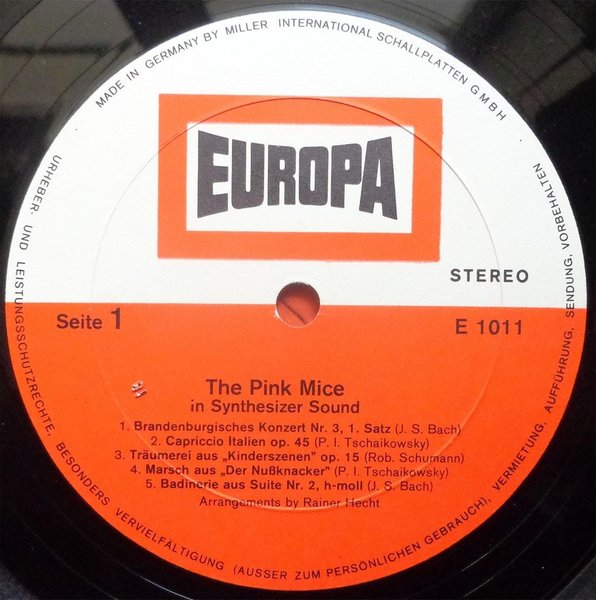 MADE IN GERMANY BY MILLER INTERNATIONAL SCHALLPLATTEN GMBH
EUROPA
STEREO
Seite 1
E 1011
The Pink Mice
in Synthesizer Sound
1. Brandenburgisches Konzert Nr. 3, 1. Satz (J. S. Bach)
2. Capriccio Italien op. 45 (P. I. Tschaikowsky)
3. Träumerei aus „Kinderszenen" op. 15 (Rob. Schumann)
4. Marsch aus „Der Nußknacker" (P. I. Tschaikowsky)
5. Badinerie aus Suite Nr. 2, h-moll (J. S. Bach)
Arrangements by Rainer Hecht
URHEBER- UND LEISTUNGSSCHUTZRECHTE, BESONDERS VERVIELFÄLTIGUNG (AUSSER ZUM PERSÖNLICHEN GEBRAUCH), VERMIETUNG, AUFFÜHRUNG, SENDUNG, VORBEHALTEN